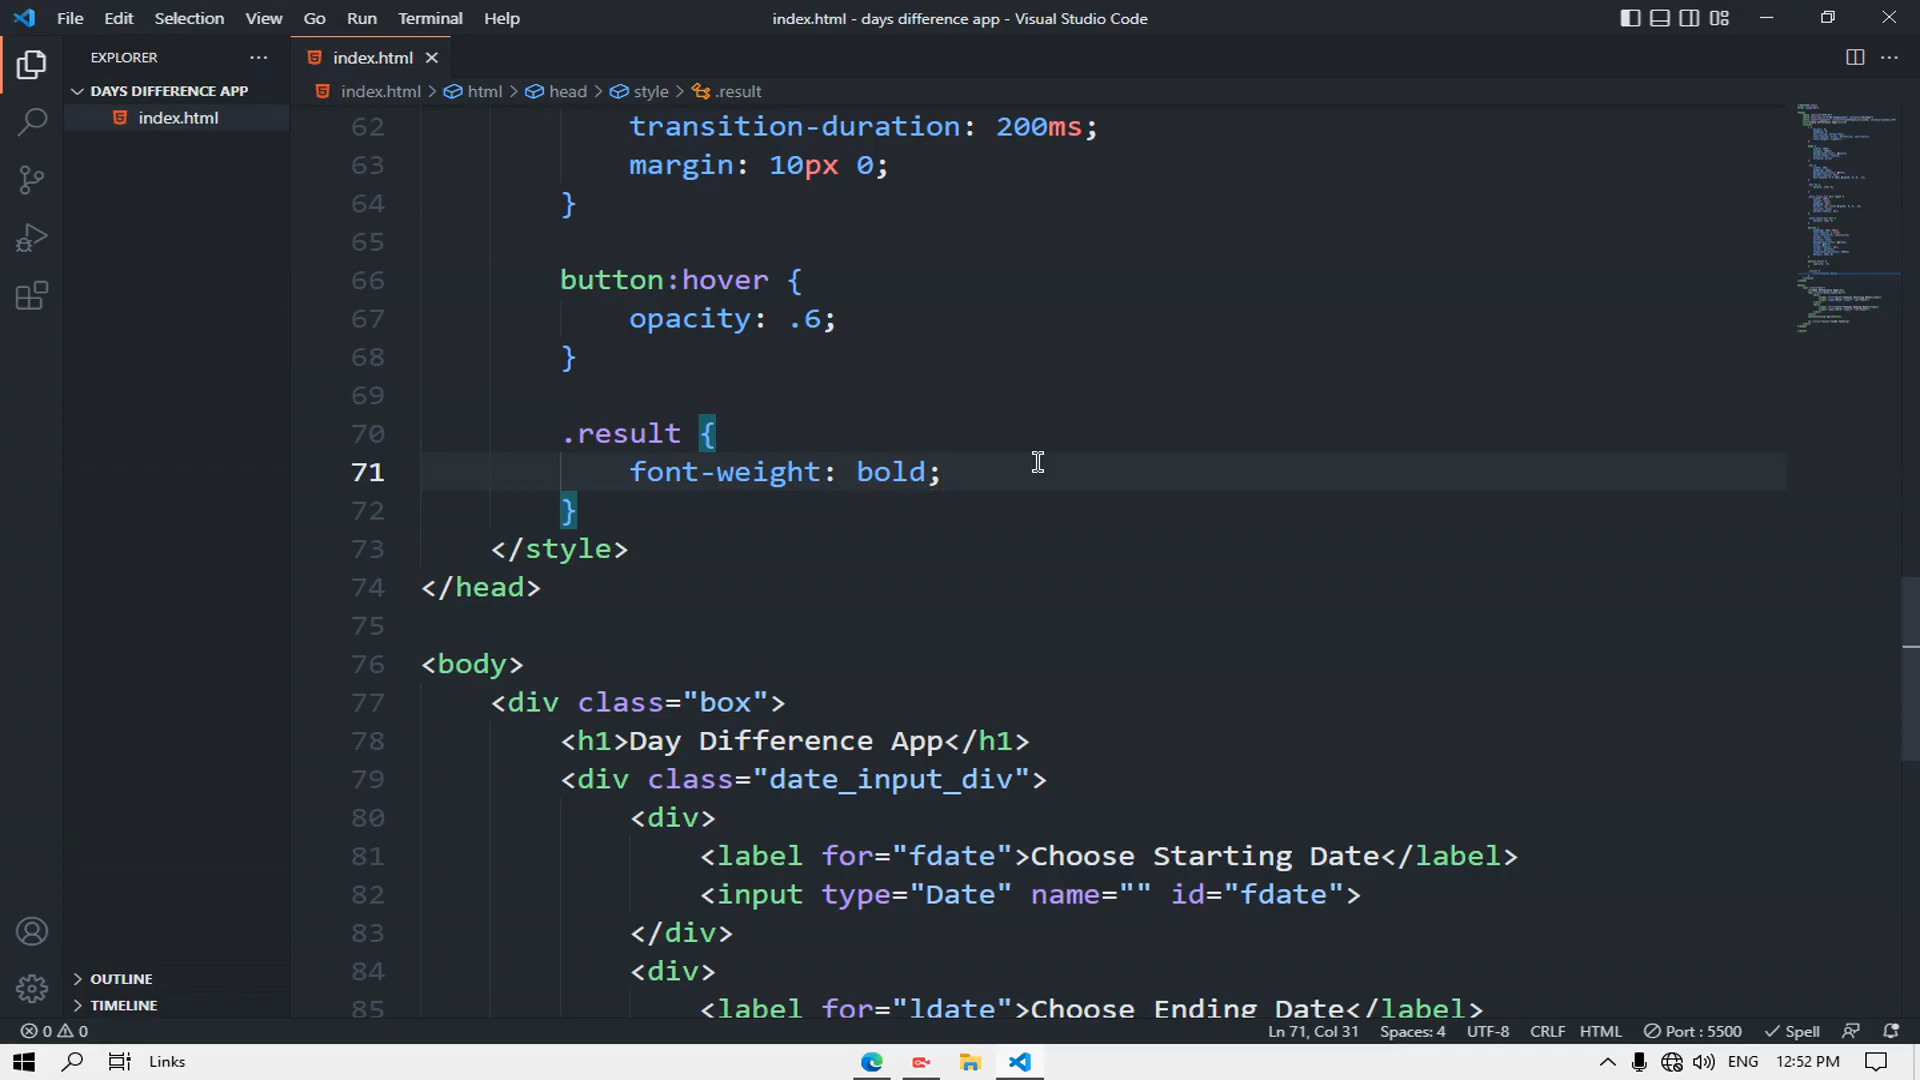 File Edit Selection View Go Run Terminal Help index.html - days difference app - Visual Studio Code
EXPLORER
index.html
DAYS DIFFERENCE APP
index.html > html > head > style > .result
index.html
62 transition-duration: 200ms;
63 margin: 10px 0;
64 }
65
66 button:hover {
67 opacity: .6;
68 }
69
70 .result {
71 font-weight: bold;
72 }
73 </style>
74 </head>
75
76 <body>
77 <div class="box">
78 <h1>Day Difference App</h1>
79 <div class="date_input_div">
80 <div>
81 <label for="fdate">Choose Starting Date</label>
82 <input type="Date" name="" id="fdate">
83 </div>
84 <div>
85 <label for="ldate">Choose Ending Date</label>
OUTLINE
TIMELINE
0 0 Ln 71, Col 31 Spaces: 4 UTF-8 CRLF HTML Port : 5500 Spell
Links ENG 12:52 PM